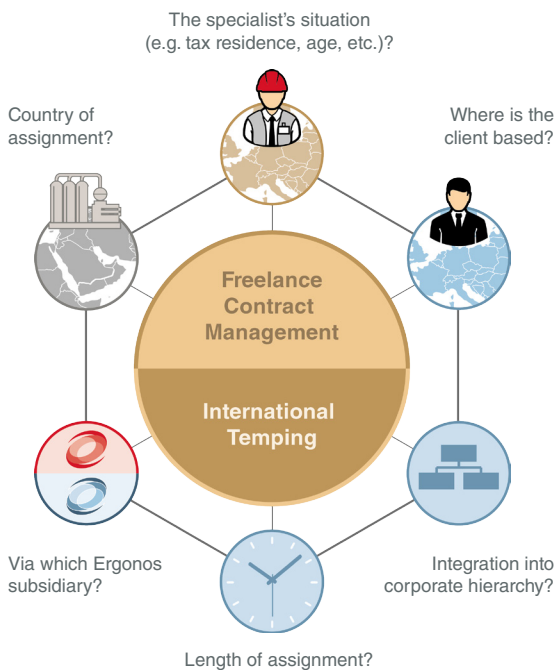 The specialist’s situation
(e.g. tax residence, age, etc.)?
Country of
assignment?
Where is the
client based?
Freelance
Contract
Management
International
Temping
Via which Ergonos
subsidiary?
Integration into
corporate hierarchy?
Length of assignment?